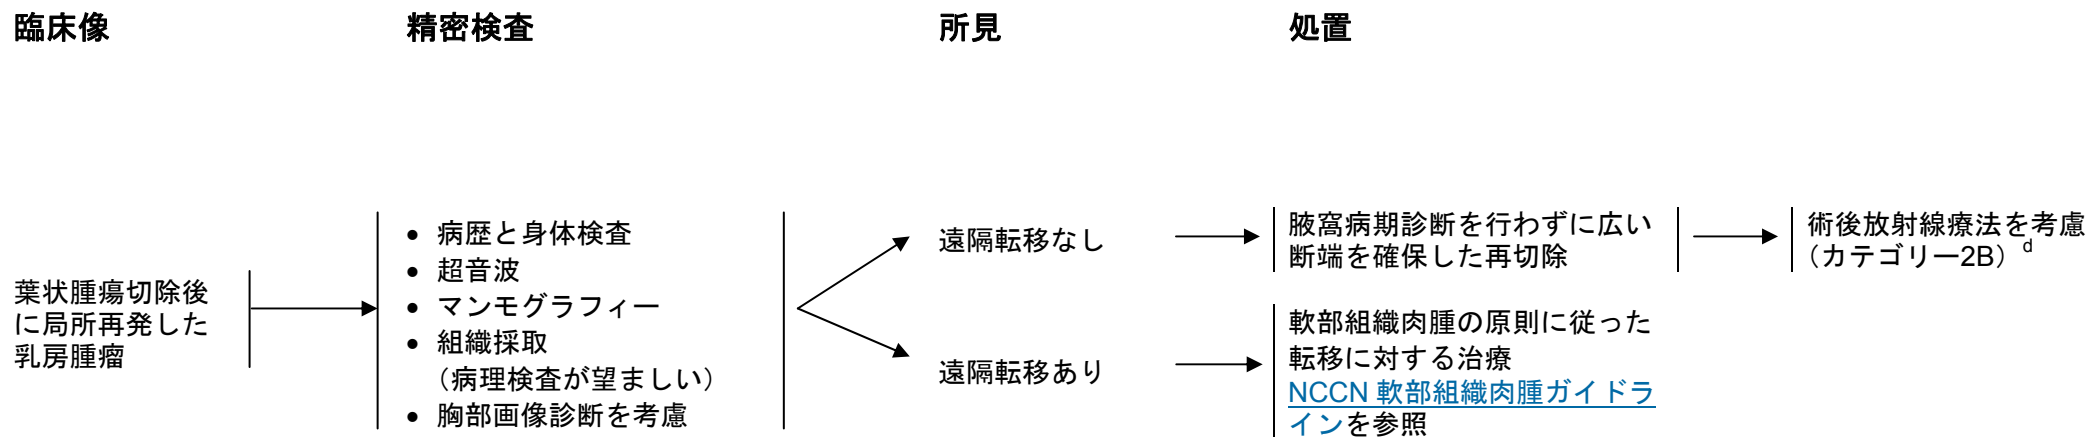 臨床像
精密検査
所見
処置
葉状腫瘍切除後
に局所再発した
乳房腫瘤
• 病歴と身体検査
• 超音波
• マンモグラフィー
• 組織採取
（病理検査が望ましい）
• 胸部画像診断を考慮
遠隔転移なし
腋窩病期診断を行わずに広い
断端を確保した再切除
術後放射線療法を考慮
（カテゴリー2B）d
遠隔転移あり
軟部組織肉腫の原則に従った
転移に対する治療
NCCN 軟部組織肉腫ガイドラ
インを参照